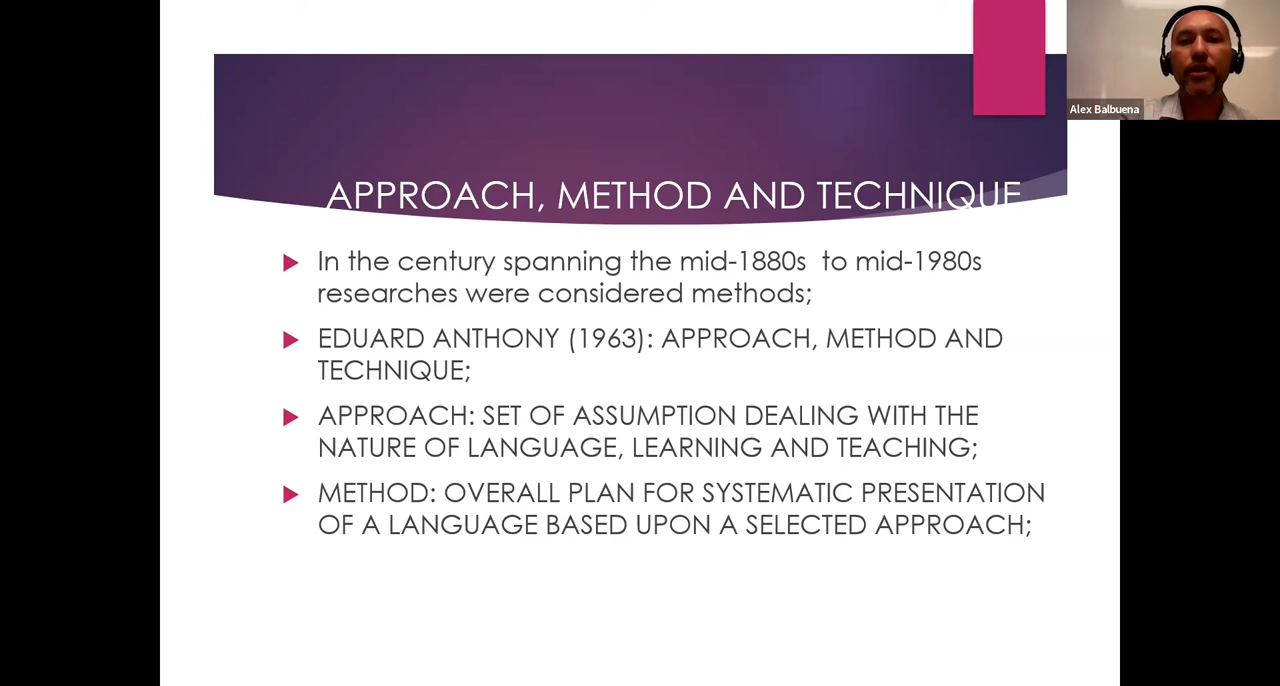 APPROACH, METHOD AND TECHNIQUE
Alex Balbuena
In the century spanning the mid-1880s to mid-1980s
researches were considered methods;
EDUARD ANTHONY (1963): APPROACH, METHOD AND
TECHNIQUE;
APPROACH: SET OF ASSUMPTION DEALING WITH THE
NATURE OF LANGUAGE, LEARNING AND TEACHING;
METHOD: OVERALL PLAN FOR SYSTEMATIC PRESENTATION
OF A LANGUAGE BASED UPON A SELECTED APPROACH;